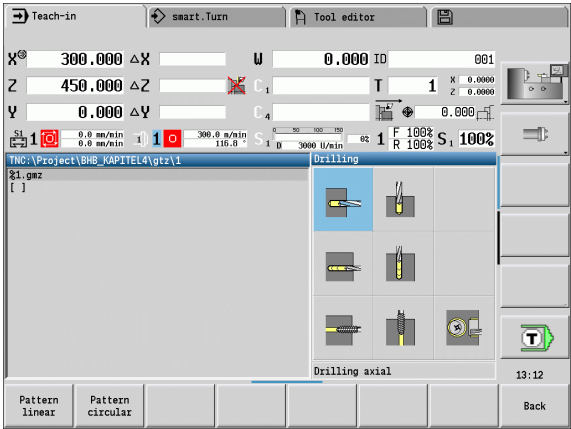 Teach-in smart.Turn Tool editor
X 300.000 △X W 0.000 ID 001
Z 450.000 △Z C1 T 1 X 0.0000
Z 0.0000
Y 0.000 △Y C4 0.000
S1 1 0.0 mm/min 1 300.0 m/min S1 0 50 100 150 0% 1 F 100% S1 100%
0.0 mm/min 116.8 ° D 3000 U/min R 100%
TNC:\Project\BHB_KAPITEL4\gtz\1 Drilling
%1.gmz
[ ]
Drilling axial
T
13:12
Pattern linear
Pattern circular
Back